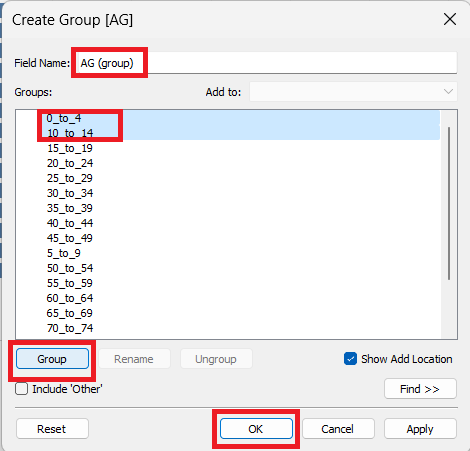 Create Group [AG]
Field Name: AG (group)
Groups: Add to:
0_to_4
10_to_14
15_to_19
20_to_24
25_to_29
30_to_34
35_to_39
40_to_44
45_to_49
5_to_9
50_to_54
55_to_59
60_to_64
65_to_69
70_to_74
Group Rename Ungroup Show Add Location
Include 'Other' Find >>
Reset OK Cancel Apply